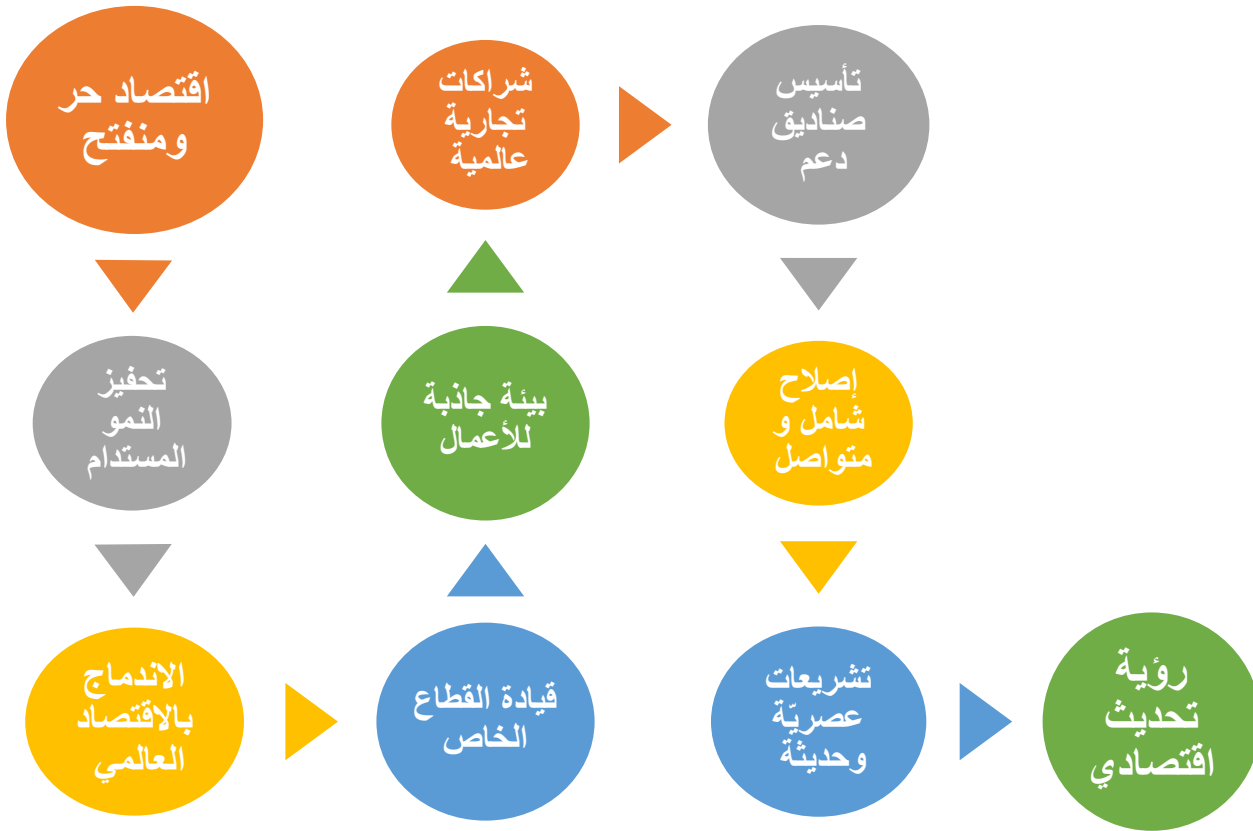 اقتصاد حر
ومنفتح
تحفيز
النمو
المستدام
الاندماج
بالاقتصاد
العالمي
قيادة القطاع
الخاص
بيئة جاذبة
للأعمال
شراكات
تجارية
عالمية
تأسيس
صناديق
دعم
إصلاح
شامل و
متواصل
تشريعات
عصريّة
وحديثة
رؤية
تحديث
اقتصادي